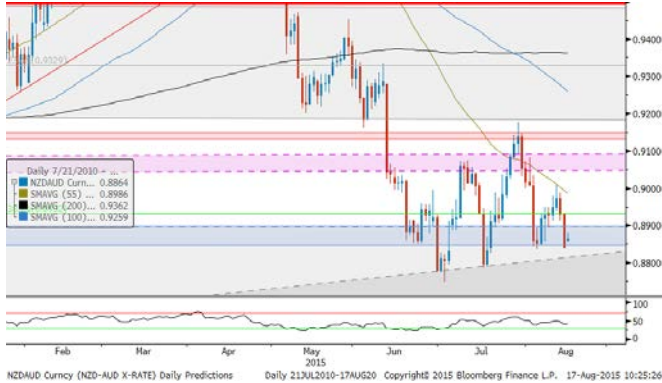 0.9400
(0.9329)
0.9300
0.9200
0.9100
Daily 7/21/2010 - ...
NZDAUD Curn... 0.8864
SMAVG (55) ... 0.8986
SMAVG (200) ... 0.9362
SMAVG (100)... 0.9259
0.9000
0.8900
0.8800
100
50
0
Feb Mar Apr May Jun Jul Aug
2015
NZDAUD Curncy (NZD-AUD X-RATE) Daily Predictions Daily 21JUL2010-17AUG20 Copyright© 2015 Bloomberg Finance L.P. 17-Aug-2015 10:25:26